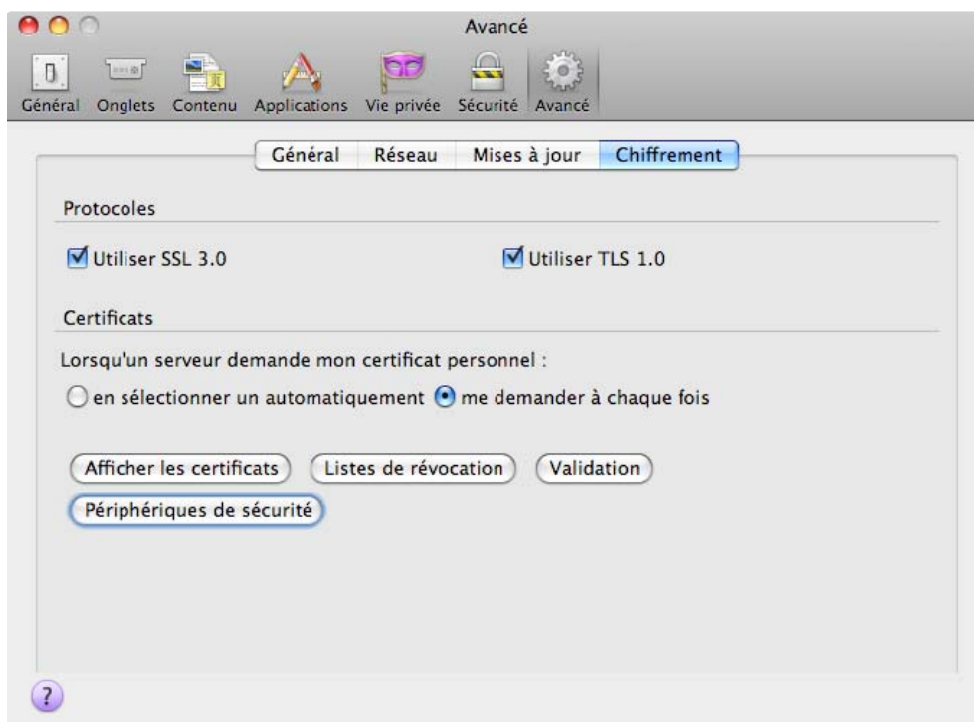 Avancé
Général Onglets Contenu Applications Vie privée Sécurité Avancé
Général Réseau Mises à jour Chiffrement
Protocoles
Utiliser SSL 3.0 Utiliser TLS 1.0
Certificats
Lorsqu'un serveur demande mon certificat personnel :
en sélectionner un automatiquement me demander à chaque fois
Afficher les certificats Listes de révocation Validation
Périphériques de sécurité
?